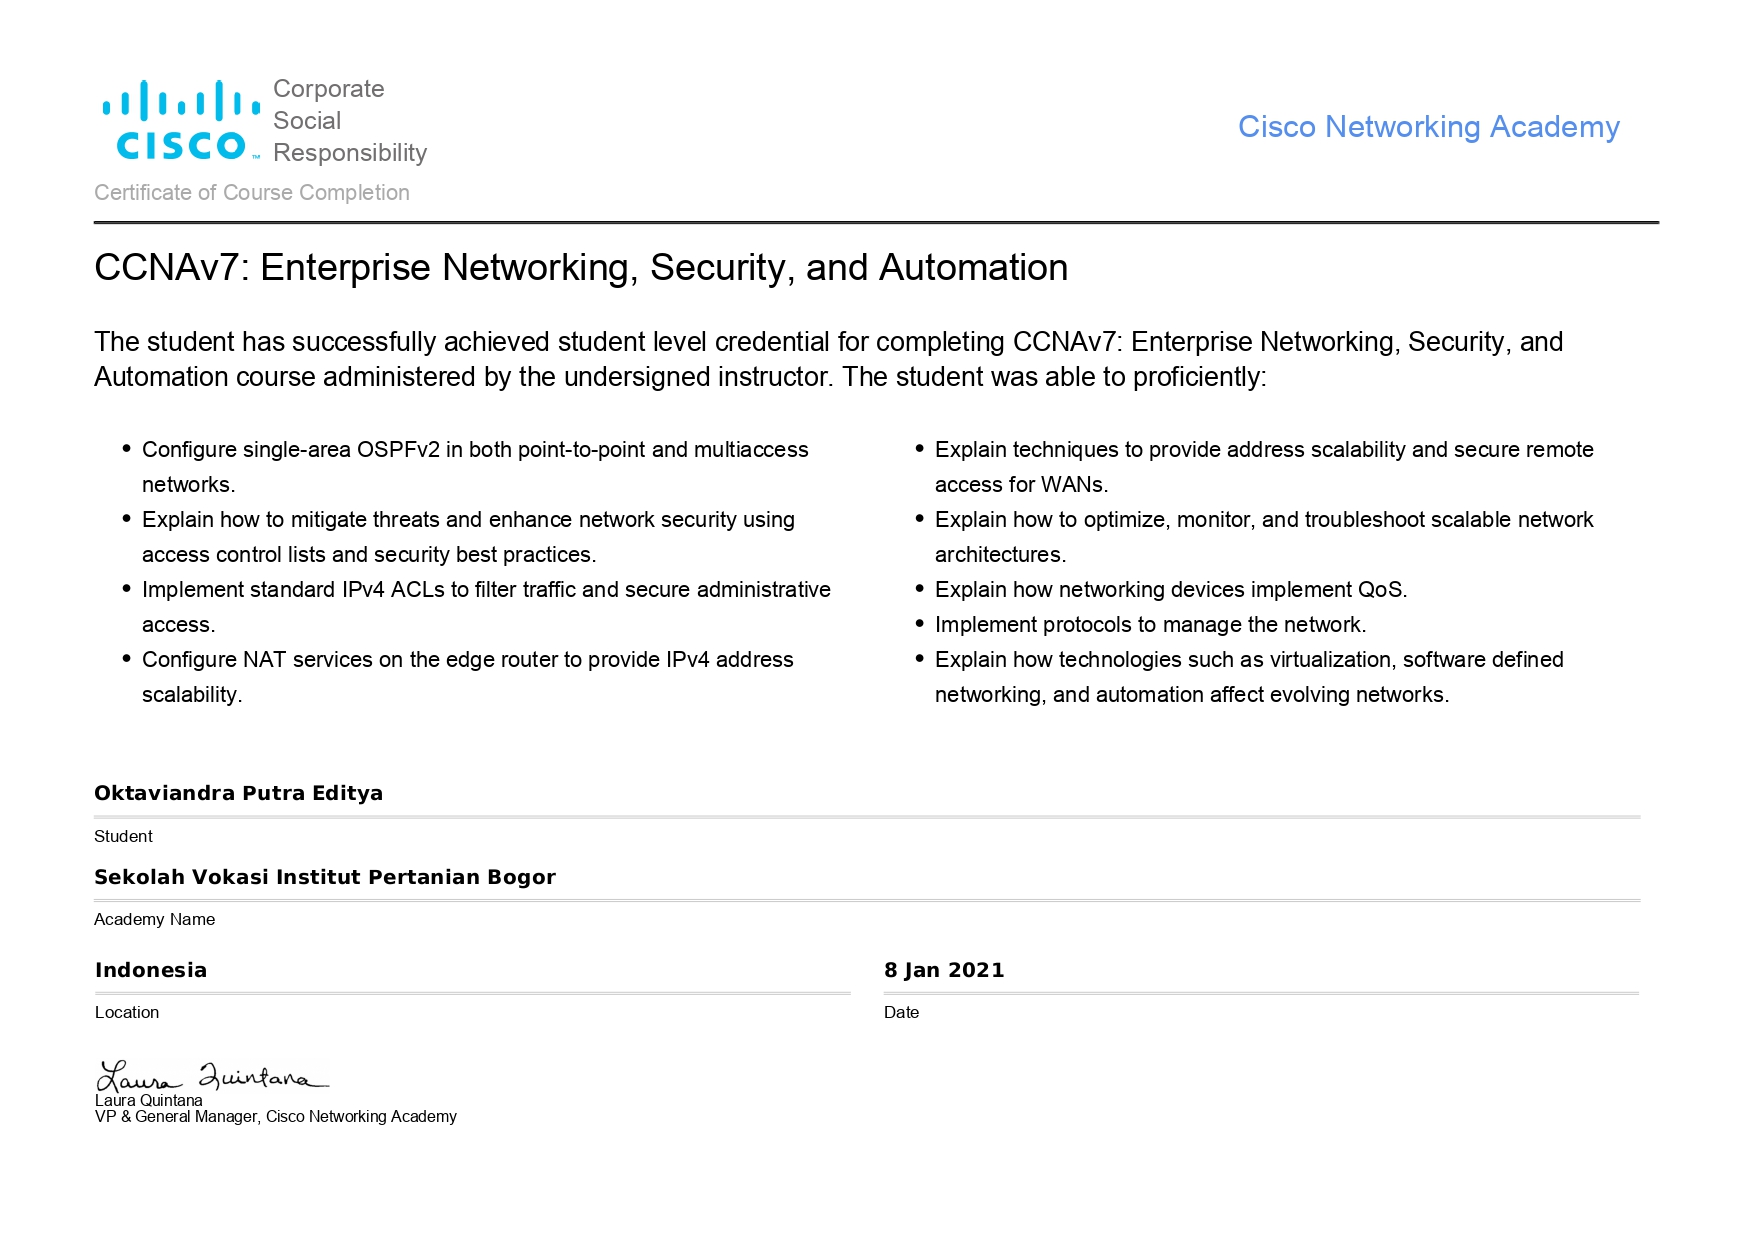 Corporate
Social
Responsibility
CISCO™
Cisco Networking Academy
Certificate of Course Completion
CCNAv7: Enterprise Networking, Security, and Automation
The student has successfully achieved student level credential for completing CCNAv7: Enterprise Networking, Security, and
Automation course administered by the undersigned instructor. The student was able to proficiently:
• Configure single-area OSPFv2 in both point-to-point and multiaccess
networks.
• Explain how to mitigate threats and enhance network security using
access control lists and security best practices.
• Implement standard IPv4 ACLs to filter traffic and secure administrative
access.
• Configure NAT services on the edge router to provide IPv4 address
scalability.
• Explain techniques to provide address scalability and secure remote
access for WANs.
• Explain how to optimize, monitor, and troubleshoot scalable network
architectures.
• Explain how networking devices implement QoS.
• Implement protocols to manage the network.
• Explain how technologies such as virtualization, software defined
networking, and automation affect evolving networks.
Oktaviandra Putra Editya
Student
Sekolah Vokasi Institut Pertanian Bogor
Academy Name
Indonesia
Location
8 Jan 2021
Date
Laura Quintana
Laura Quintana
VP & General Manager, Cisco Networking Academy